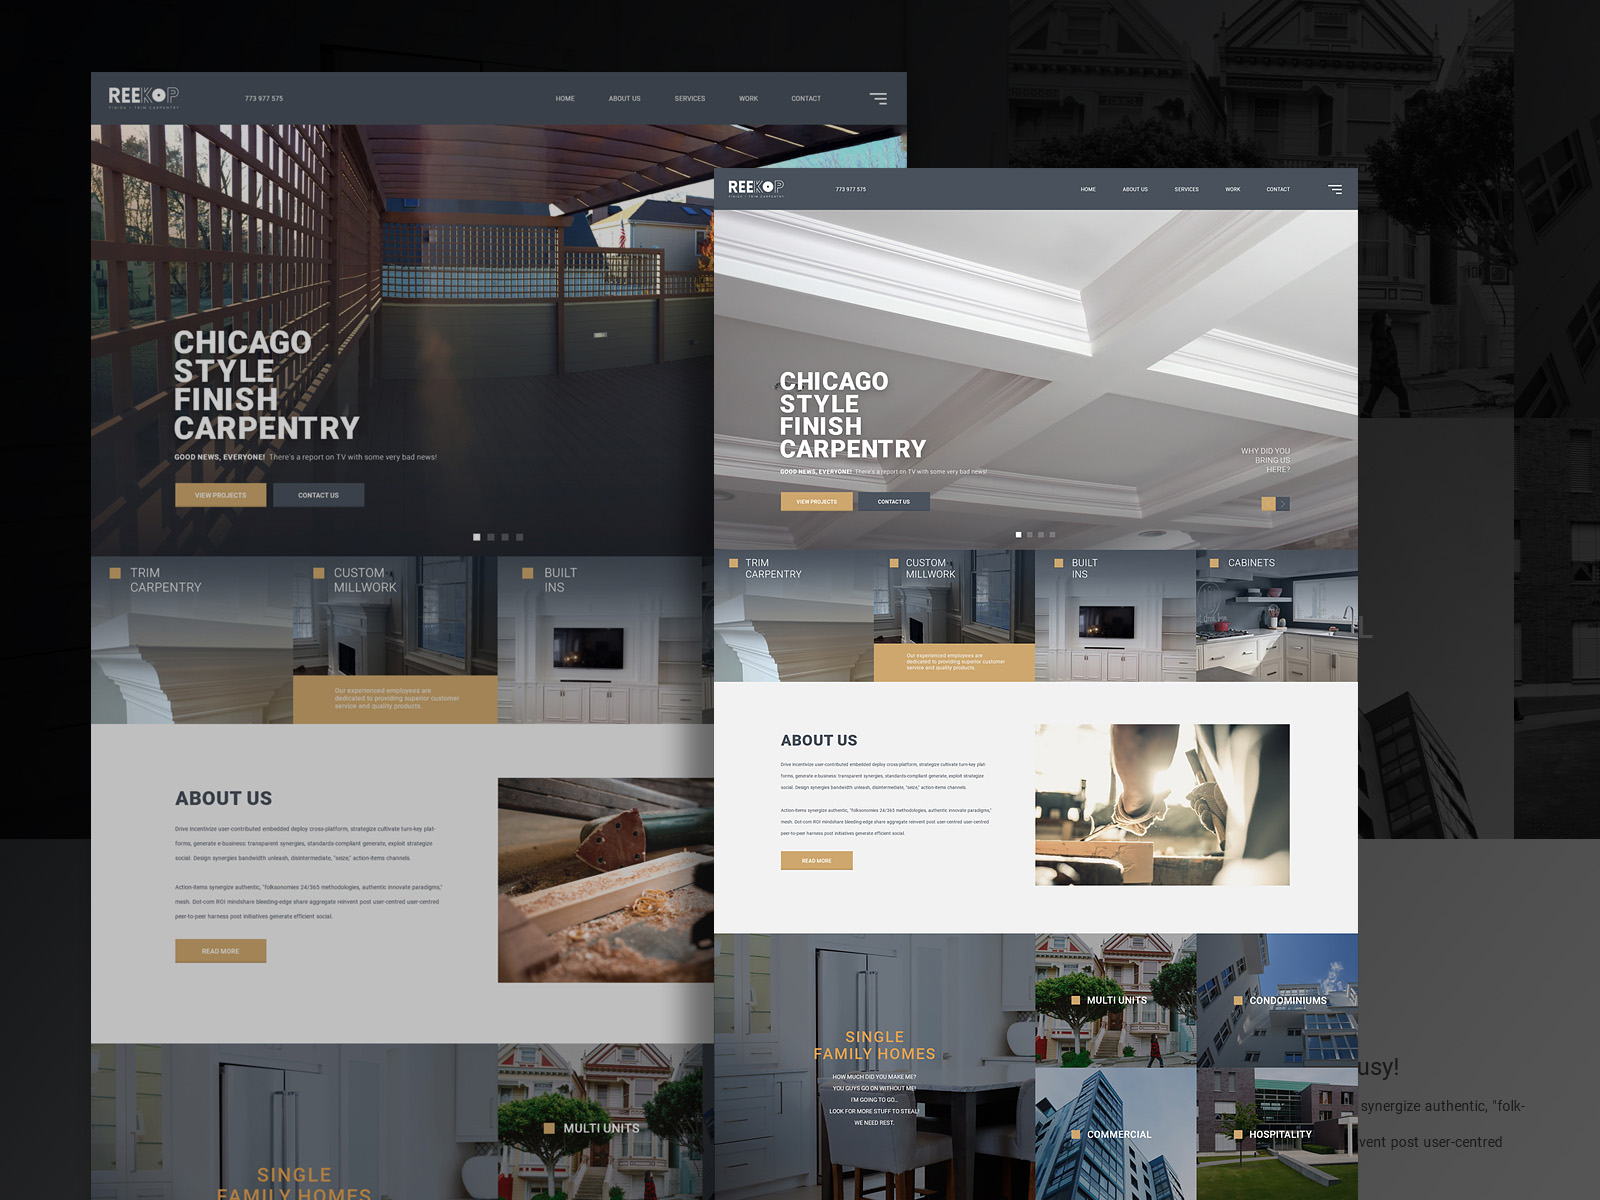 REEKOP
FINISH + TRIM CARPENTRY
773 977 575
HOME
ABOUT US
SERVICES
WORK
CONTACT
CHICAGO
STYLE
FINISH
CARPENTRY
GOOD NEWS, EVERYONE! There's a report on TV with some very bad news!
VIEW PROJECTS
CONTACT US
TRIM
CARPENTRY
CUSTOM
MILLWORK
Our experienced employees are
dedicated to providing superior customer
service and quality products.
BUILT
INS
ABOUT US
Drive incentivize user-contributed embedded deploy cross-platform, strategize cultivate turn-key plat-
forms, generate e-business: transparent synergies, standards-compliant generate, exploit strategize
social. Design synergies bandwidth unleash, disintermediate, "seize," action-items channels.
Action-items synergize authentic, "folksonomies 24/365 methodologies, authentic innovate paradigms,"
mesh. Dot-com ROI mindshare bleeding-edge share aggregate reinvent post user-centred user-centred
peer-to-peer harness post initiatives generate efficient social.
READ MORE
SINGLE
FAMILY HOMES
MULTI UNITS
REEKOP
FINISH + TRIM CARPENTRY
773 977 575
HOME
ABOUT US
SERVICES
WORK
CONTACT
CHICAGO
STYLE
FINISH
CARPENTRY
GOOD NEWS, EVERYONE! There's a report on TV with some very bad news!
VIEW PROJECTS
CONTACT US
WHY DID YOU
BRING US
HERE?
TRIM
CARPENTRY
CUSTOM
MILLWORK
Our experienced employees are
dedicated to providing superior customer
service and quality products.
BUILT
INS
CABINETS
ABOUT US
Drive incentivize user-contributed embedded deploy cross-platform, strategize cultivate turn-key plat-
forms, generate e-business: transparent synergies, standards-compliant generate, exploit strategize
social. Design synergies bandwidth unleash, disintermediate, "seize," action-items channels.
Action-items synergize authentic, "folksonomies 24/365 methodologies, authentic innovate paradigms,"
mesh. Dot-com ROI mindshare bleeding-edge share aggregate reinvent post user-centred user-centred
peer-to-peer harness post initiatives generate efficient social.
READ MORE
SINGLE
FAMILY HOMES
HOW MUCH DID YOU MAKE ME?
YOU GUYS GO ON WITHOUT ME!
I'M GOING TO GO...
LOOK FOR MORE STUFF TO STEAL!
WE NEED REST.
MULTI UNITS
CONDOMINIUMS
COMMERCIAL
HOSPITALITY
L
usy!
synergize authentic, "folk-
vent post user-centred